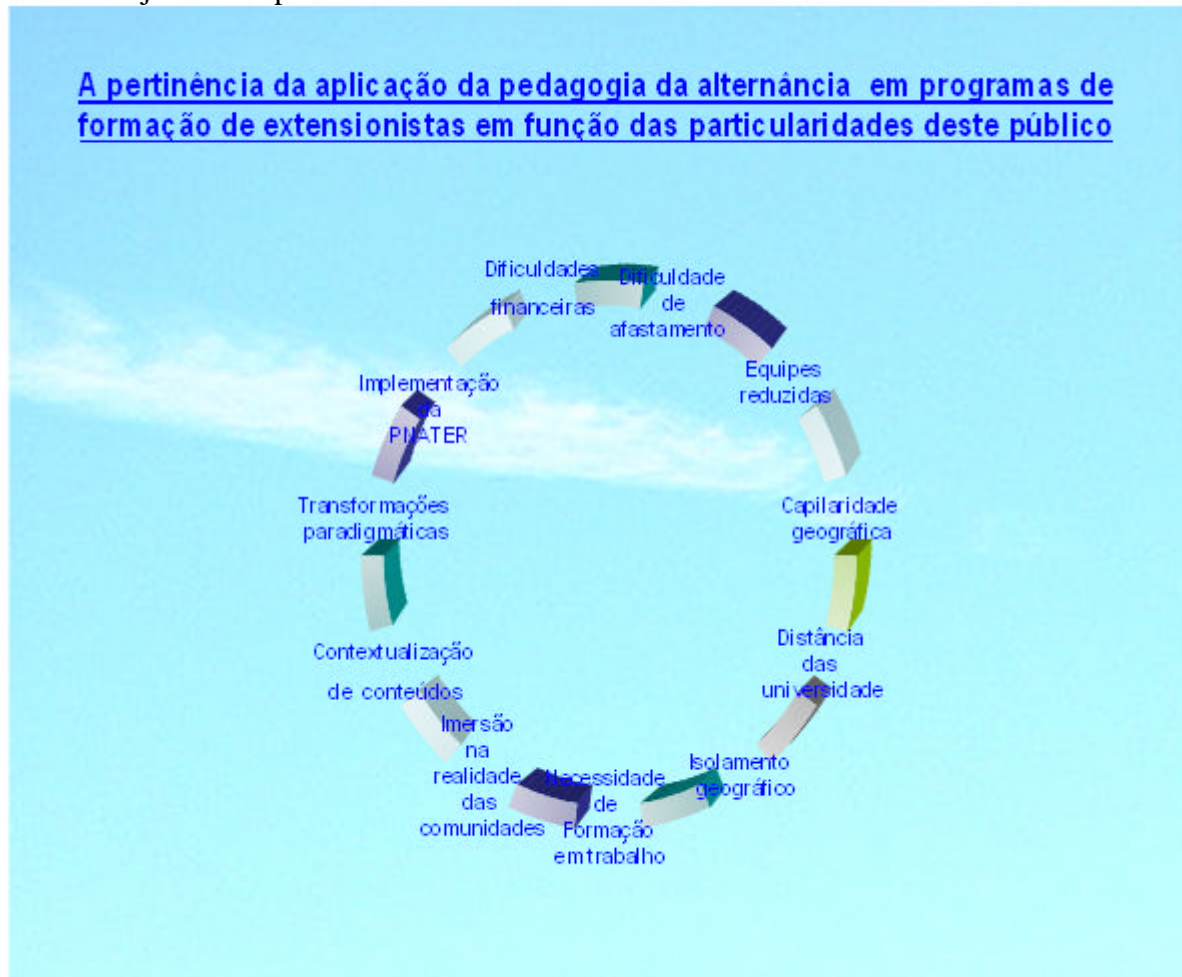 A pertinência da aplicação da pedagogia da alternância em programas de
formação de extensionistas em função das particularidades deste público
Dificuldades
financeiras
Dificuldade
de
afastamento
Equipes
reduzidas
Capilaridade
geográfica
Distância
das
universidade
Isolamento
geográfico
Necessidade
de
Formação
em trabalho
Imersão
na
realidade
das
comunidades
Contextualização
de conteúdos
Transformações
paradigmáticas
Implementação
da
PNATER